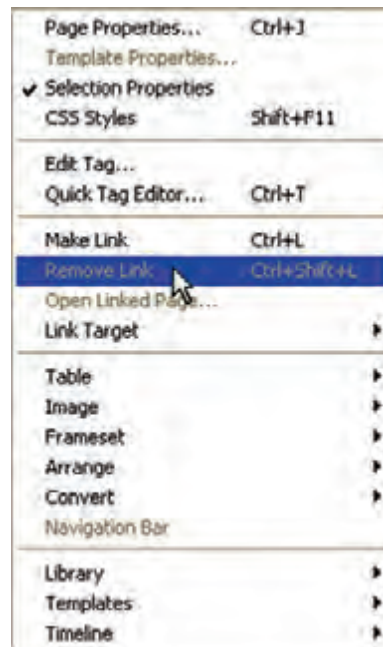 Page Properties... Ctrl+J
Template Properties...
Selection Properties
CSS Styles Shift+F11
Edit Tag...
Quick Tag Editor... Ctrl+T
Make Link Ctrl+L
Remove Link Ctrl+Shift+L
Open Linked Page...
Link Target
Table
Image
Frameset
Arrange
Convert
Navigation Bar
Library
Templates
Timeline